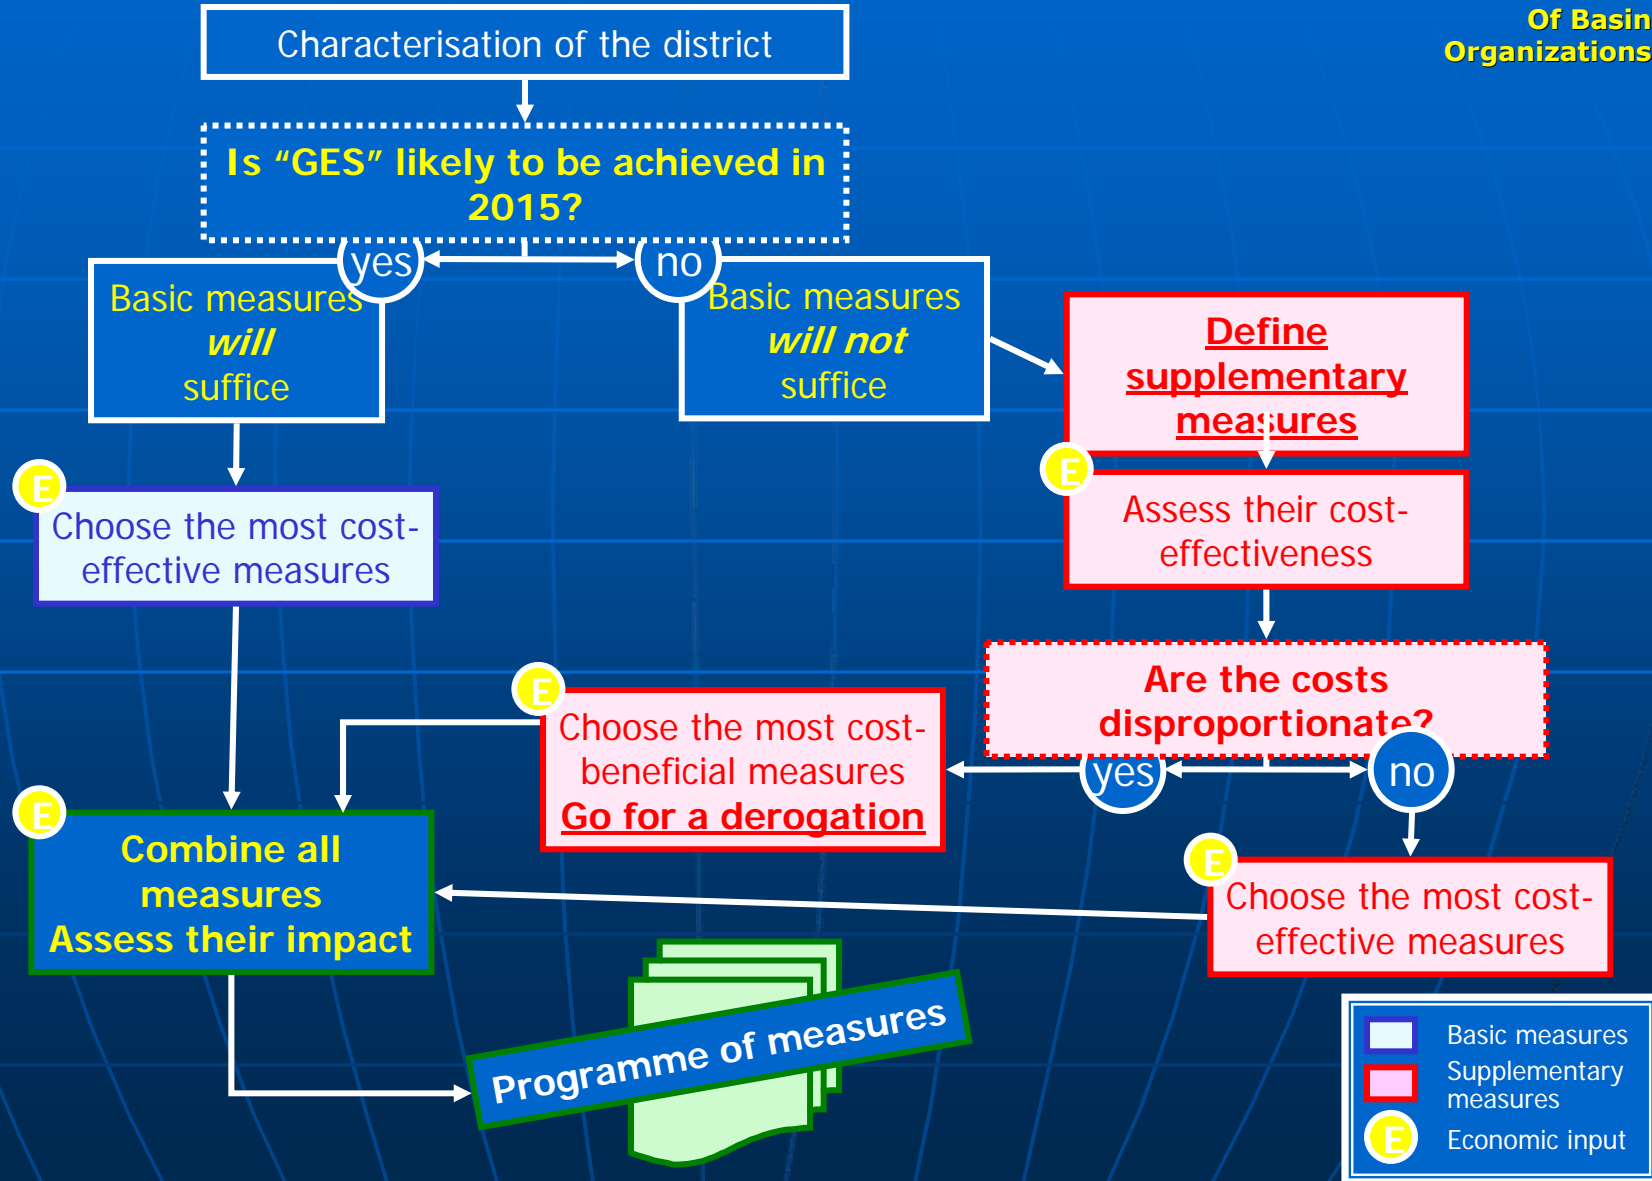 Of Basin
Organizations
Characterisation of the district
Is “GES” likely to be achieved in
2015?
yes
no
Basic measures
will
suffice
Basic measures
will not
suffice
Define
supplementary
measures
E
Choose the most cost-
effective measures
E
Assess their cost-
effectiveness
Are the costs
disproportionate?
yes
no
E
Choose the most cost-
beneficial measures
Go for a derogation
E
Combine all
measures
Assess their impact
E
Choose the most cost-
effective measures
Programme of measures
Basic measures
Supplementary
measures
E
Economic input